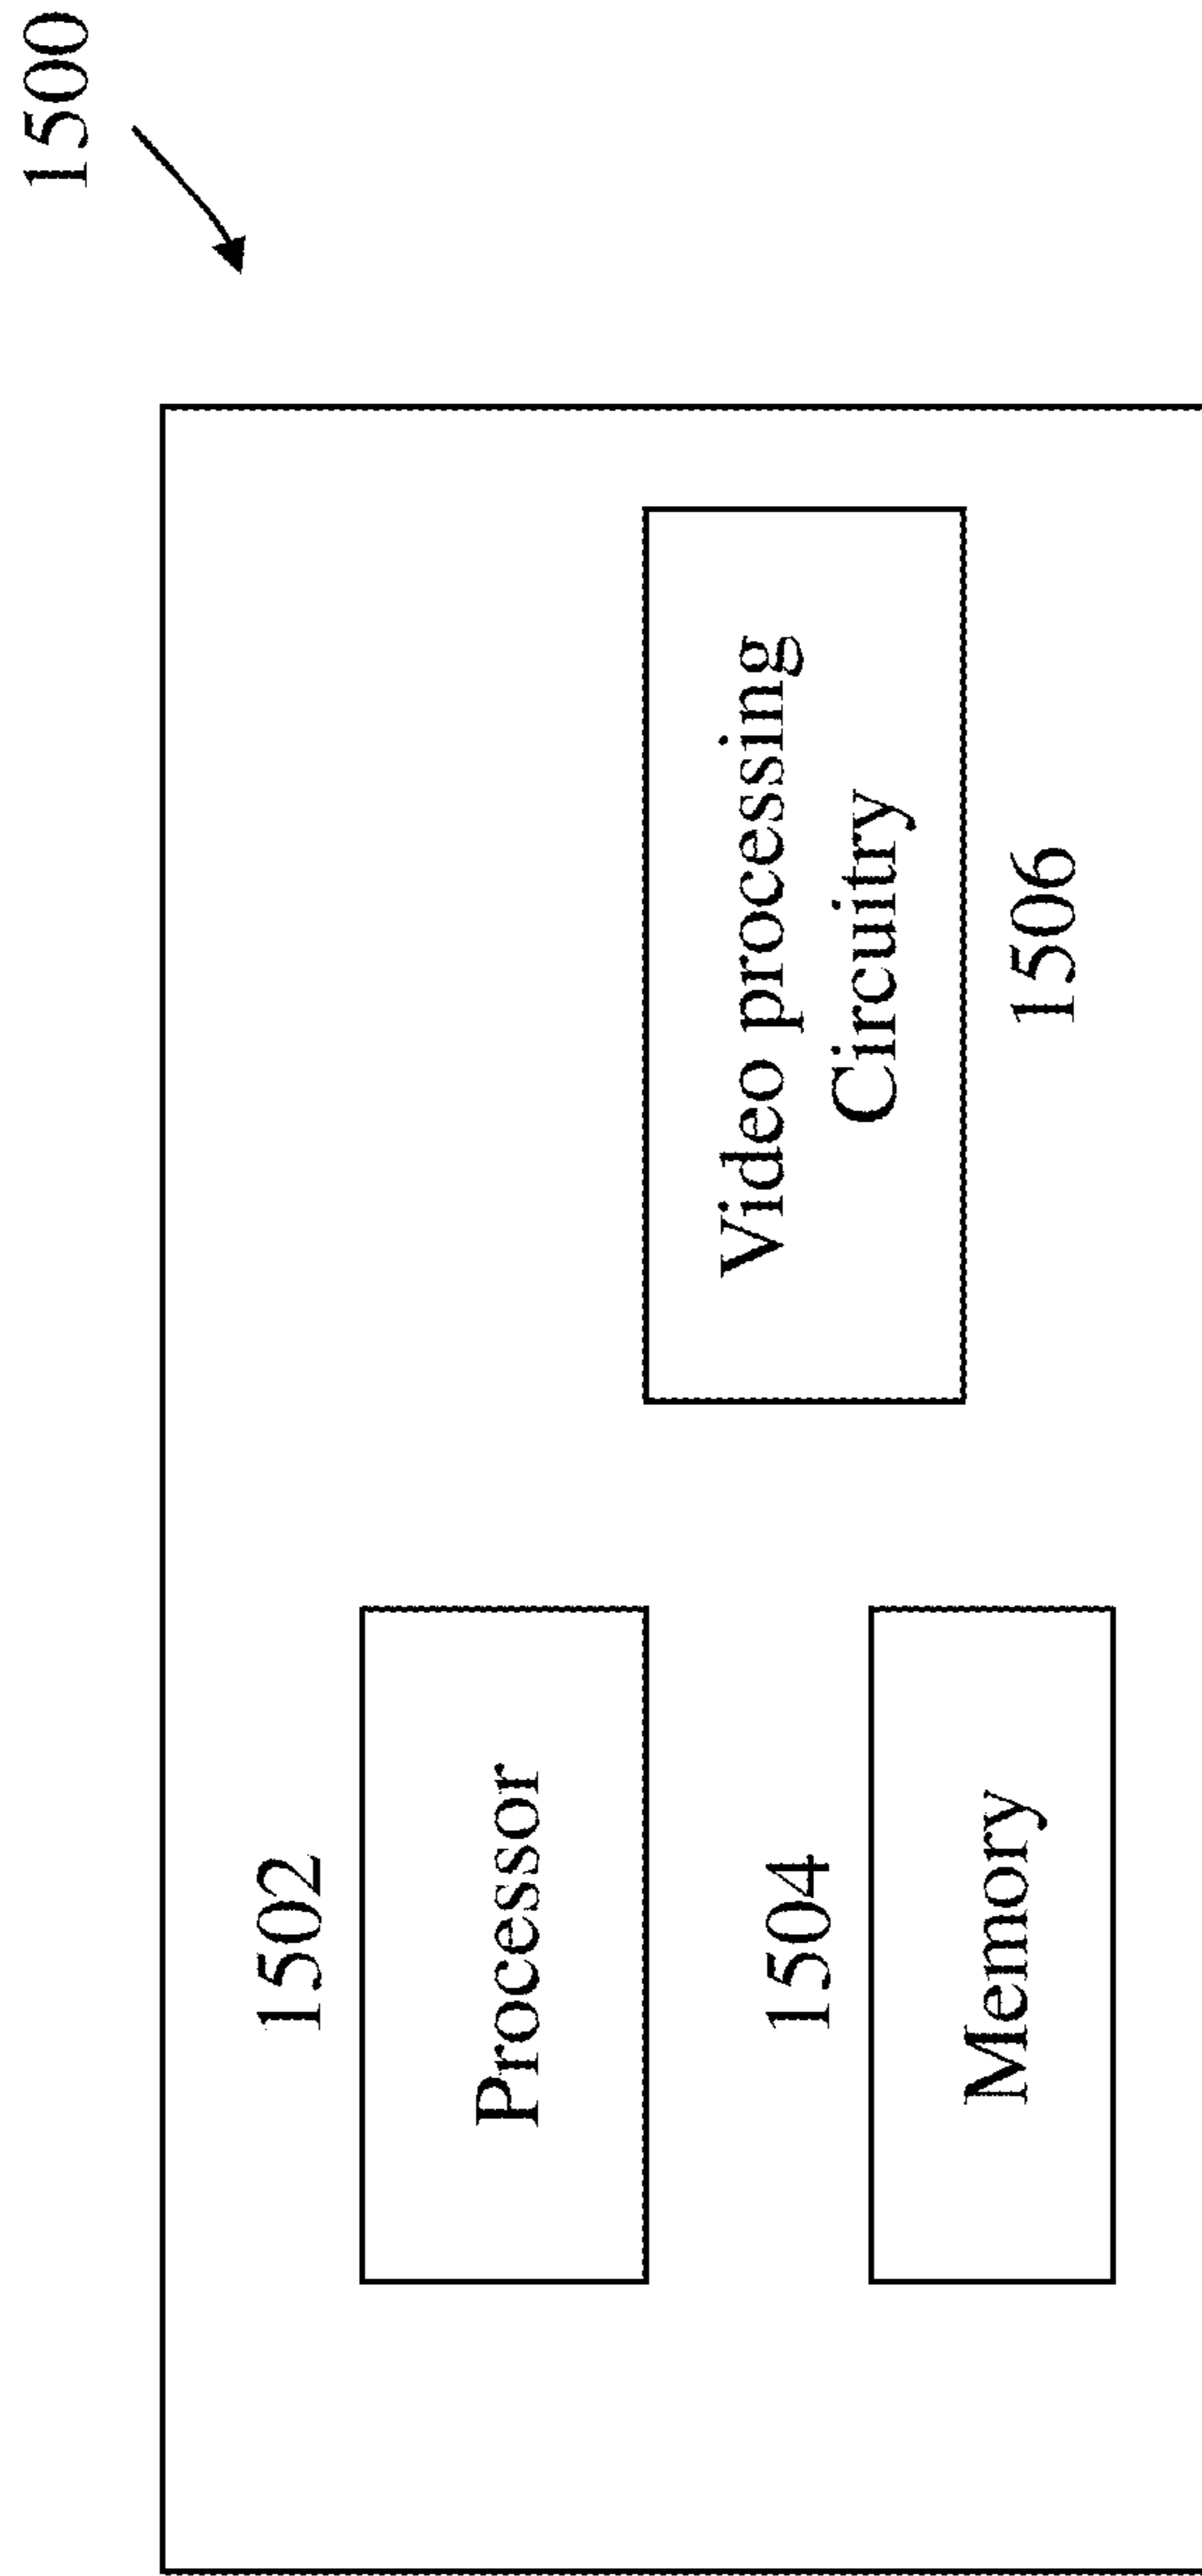 1500
1502
Processor
1504
Memory
Video processing
Circuitry
1506